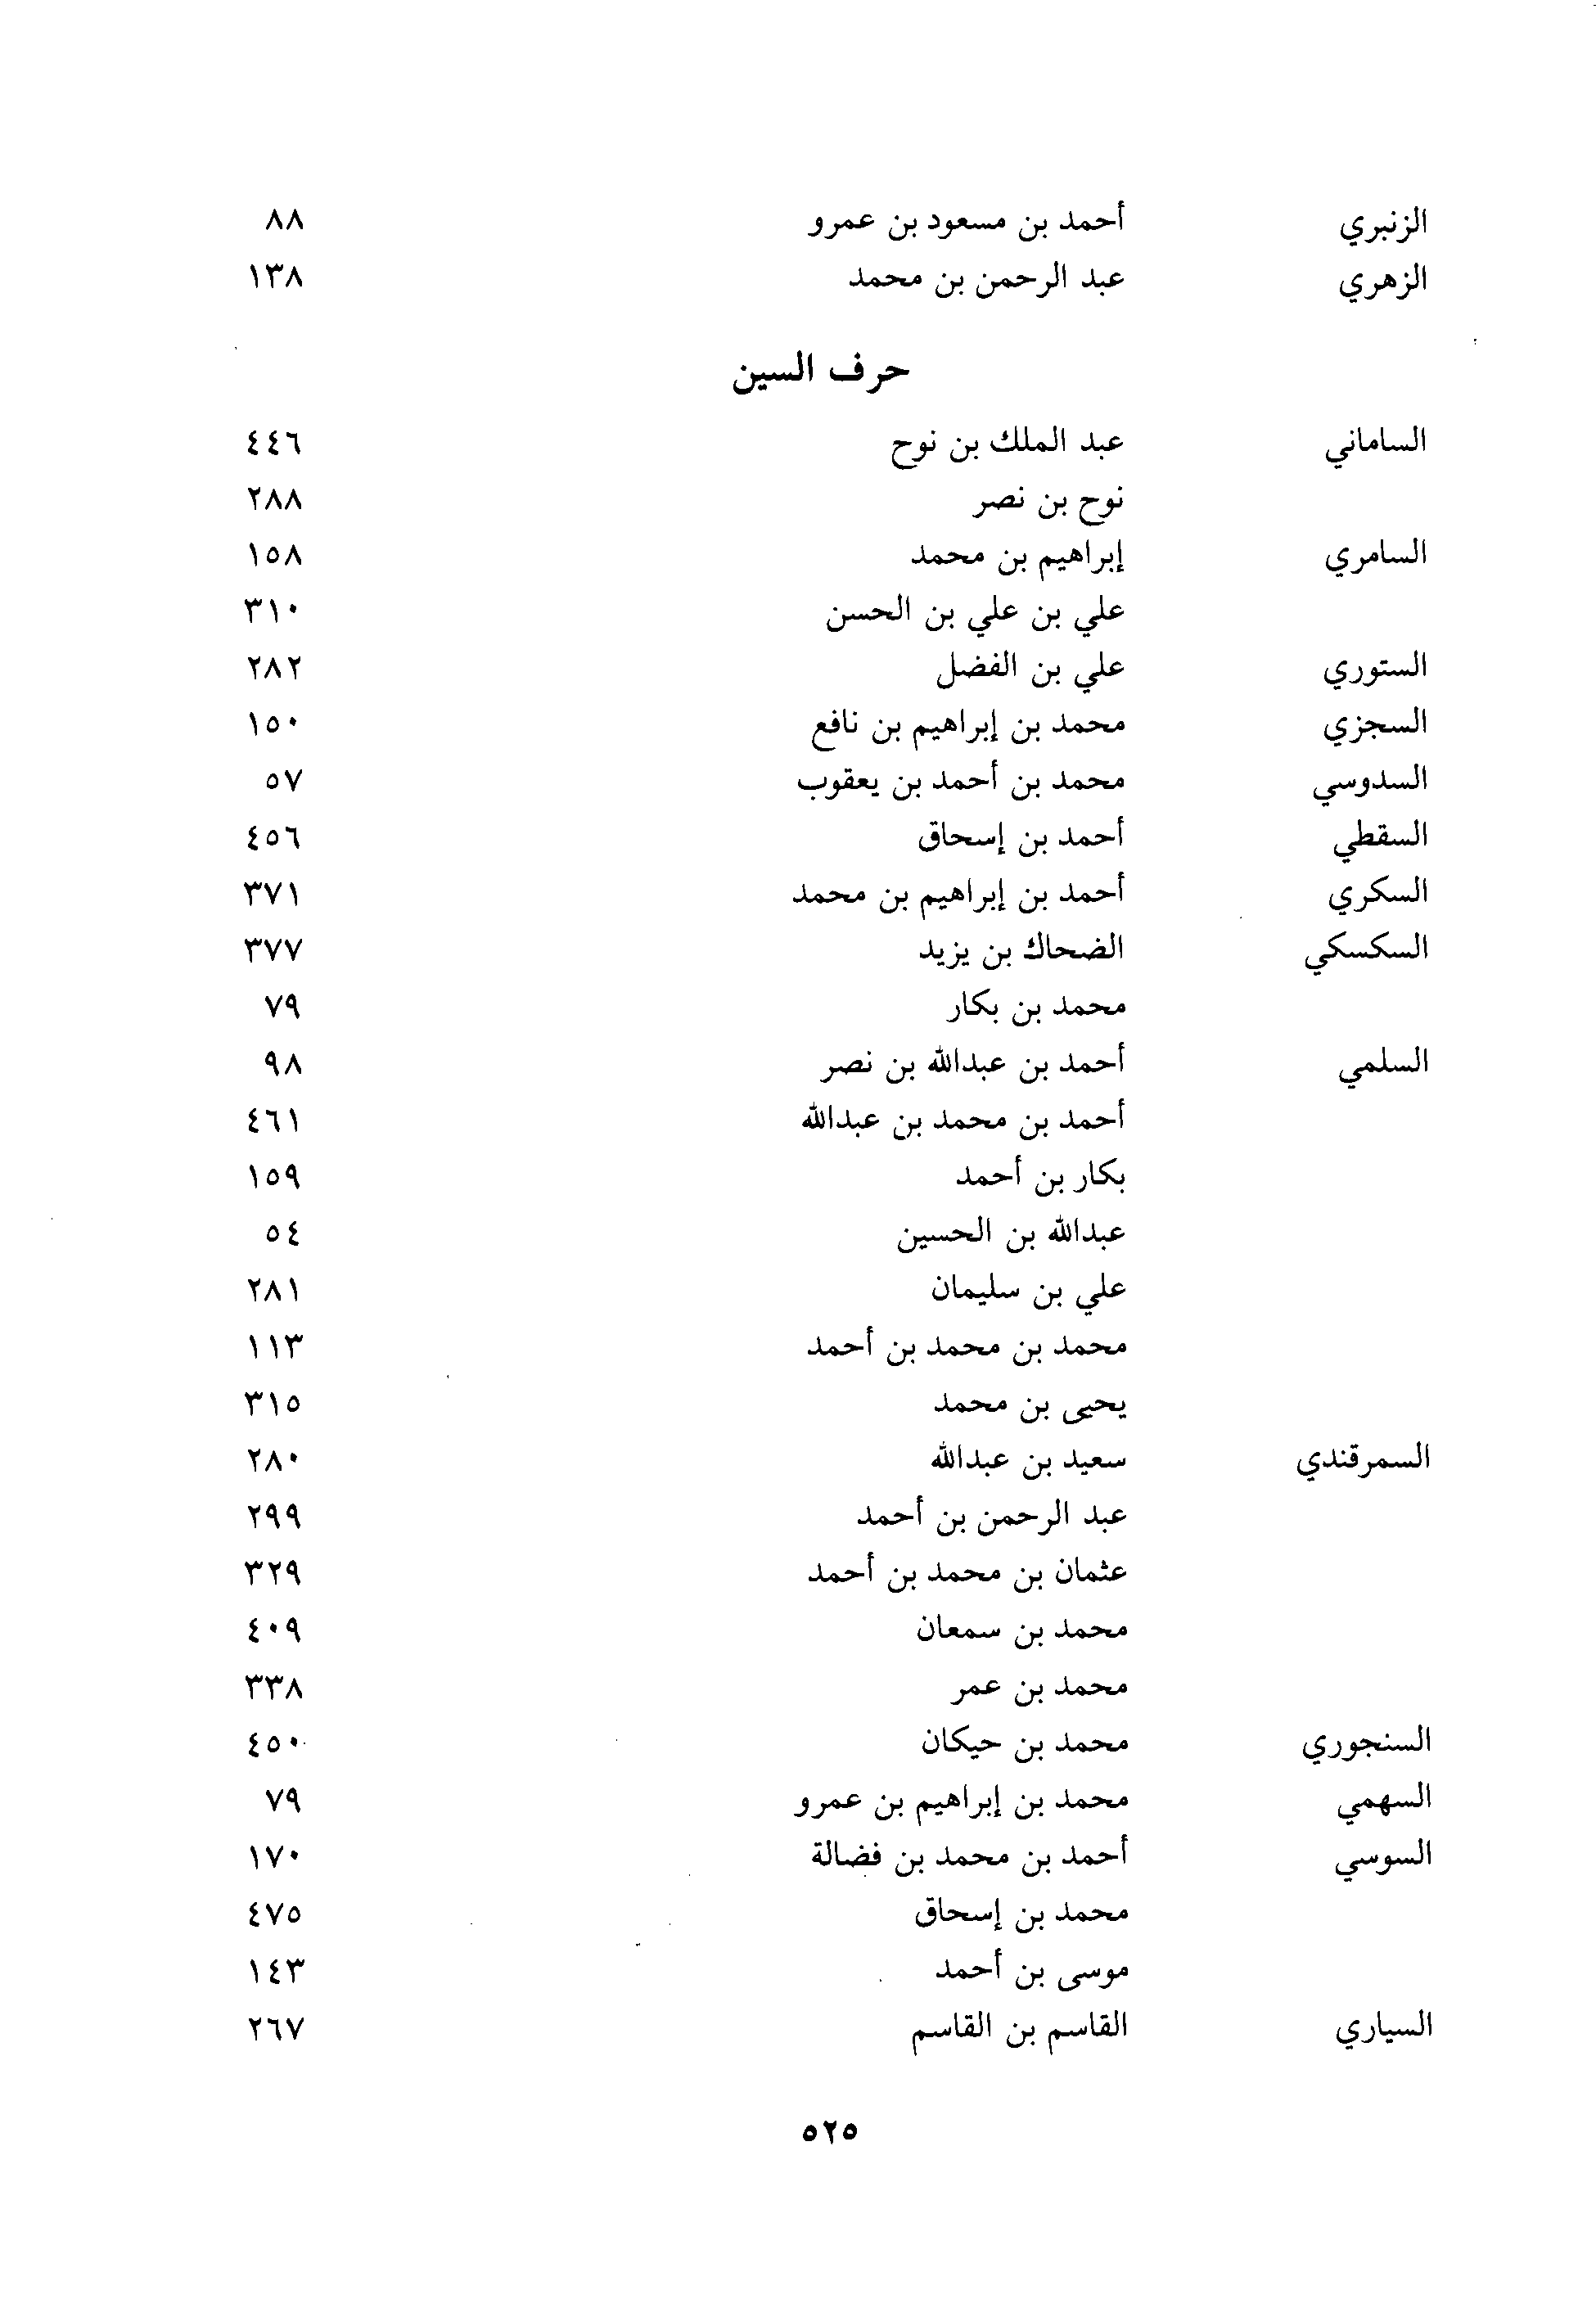 الزنبري أحمد بن مسعود بن عمرو ٨٨
الزهري عبد الرحمن بن محمد ١٣٨
حرف السين
الساماني عبد الملك بن نوح ٤٤٦
نوح بن نصر ٢٨٨
السامري إبراهيم بن محمد ١٥٨
علي بن علي بن الحسن ٣١٠
الستوري علي بن الفضل ٢٨٢
السجزي محمد بن إبراهيم بن نافع ١٥٠
السدوسي محمد بن أحمد بن يعقوب ٥٧
السقطي أحمد بن إسحاق ٤٥٦
السكري أحمد بن إبراهيم بن محمد ٣٧١
السكسكي الضحاك بن يزيد ٣٧٧
محمد بن بكار ٧٩
السلمي أحمد بن عبدالله بن نصر ٩٨
أحمد بن محمد بن عبدالله ٤٦١
بكار بن أحمد ١٥٩
عبدالله بن الحسين ٥٤
علي بن سليمان ٢٨١
محمد بن محمد بن أحمد ١١٣
يحيى بن محمد ٣١٥
السمرقندي سعيد بن عبدالله ٢٨٠
عبد الرحمن بن أحمد ٢٩٩
عثمان بن محمد بن أحمد ٣٢٩
محمد بن سمعان ٤٠٩
محمد بن عمر ٣٣٨
السنجوري محمد بن حيكان ٤٥٠
السهمي محمد بن إبراهيم بن عمرو ٧٩
السوسي أحمد بن محمد بن فضالة ١٧٠
محمد بن إسحاق ٤٧٥
موسى بن أحمد ١٤٣
السياري القاسم بن القاسم ٢٦٧
٥٢٥